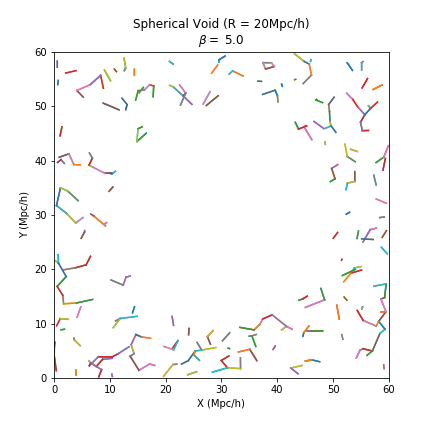 Spherical Void (R = 20Mpc/h)
β = 5.0
60
50
40
30
20
10
0
Y (Mpc/h)
0 10 20 30 40 50 60
X (Mpc/h)